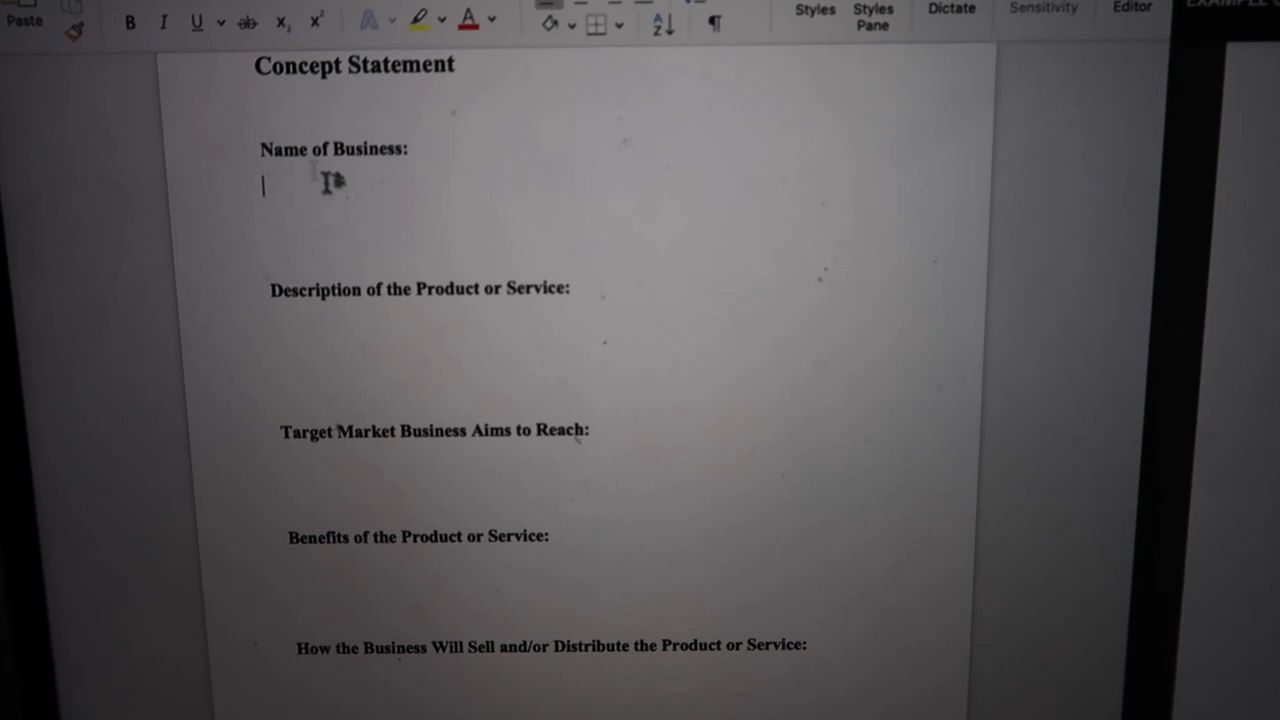 Paste
B I U ab x₂ x² A A A Z ¶
Styles
Styles Pane
Dictate
Sensitivity
Editor
Concept Statement
Name of Business:
Description of the Product or Service:
Target Market Business Aims to Reach:
Benefits of the Product or Service:
How the Business Will Sell and/or Distribute the Product or Service: